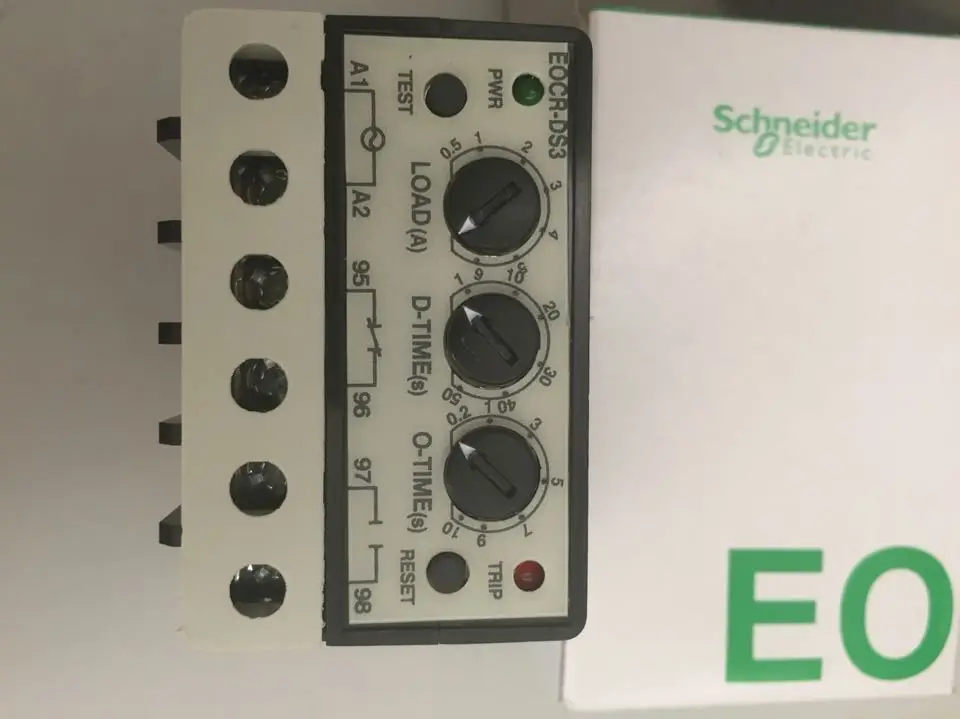 EOCR-DS3
PWR
TRIP
0.5 1 2 3 4 5 6
1 10 20 30 40 50
0.2 1 3 5 7 9 10
TEST
LOAD(A)
D-TIME(s)
O-TIME(s)
RESET
A1 A2 95 96 97 98
Schneider
Electric
EO